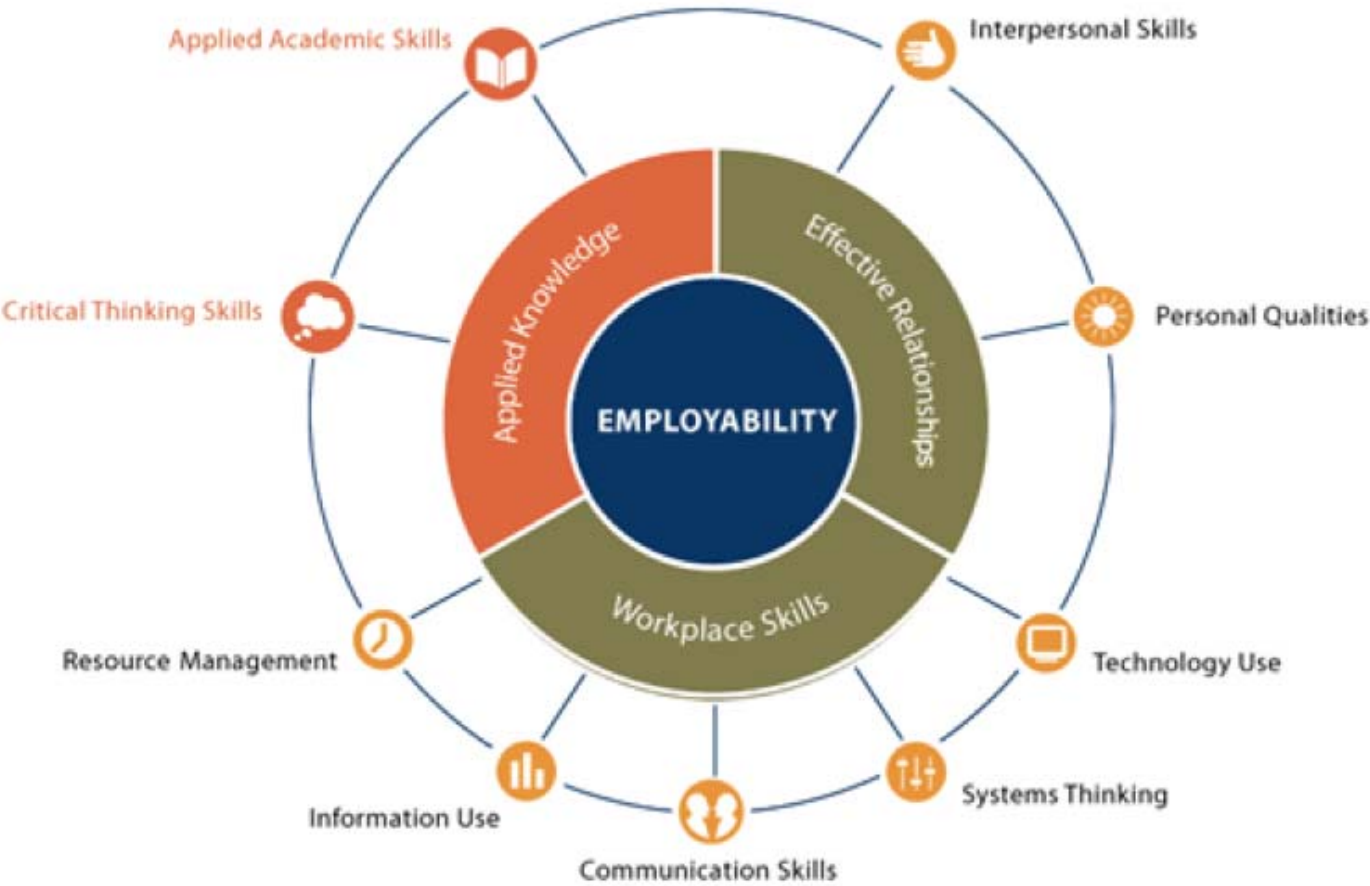 Applied Academic Skills
Interpersonal Skills
Critical Thinking Skills
Personal Qualities
Applied Knowledge
Effective Relationships
EMPLOYABILITY
Workplace Skills
Resource Management
Technology Use
Information Use
Systems Thinking
Communication Skills